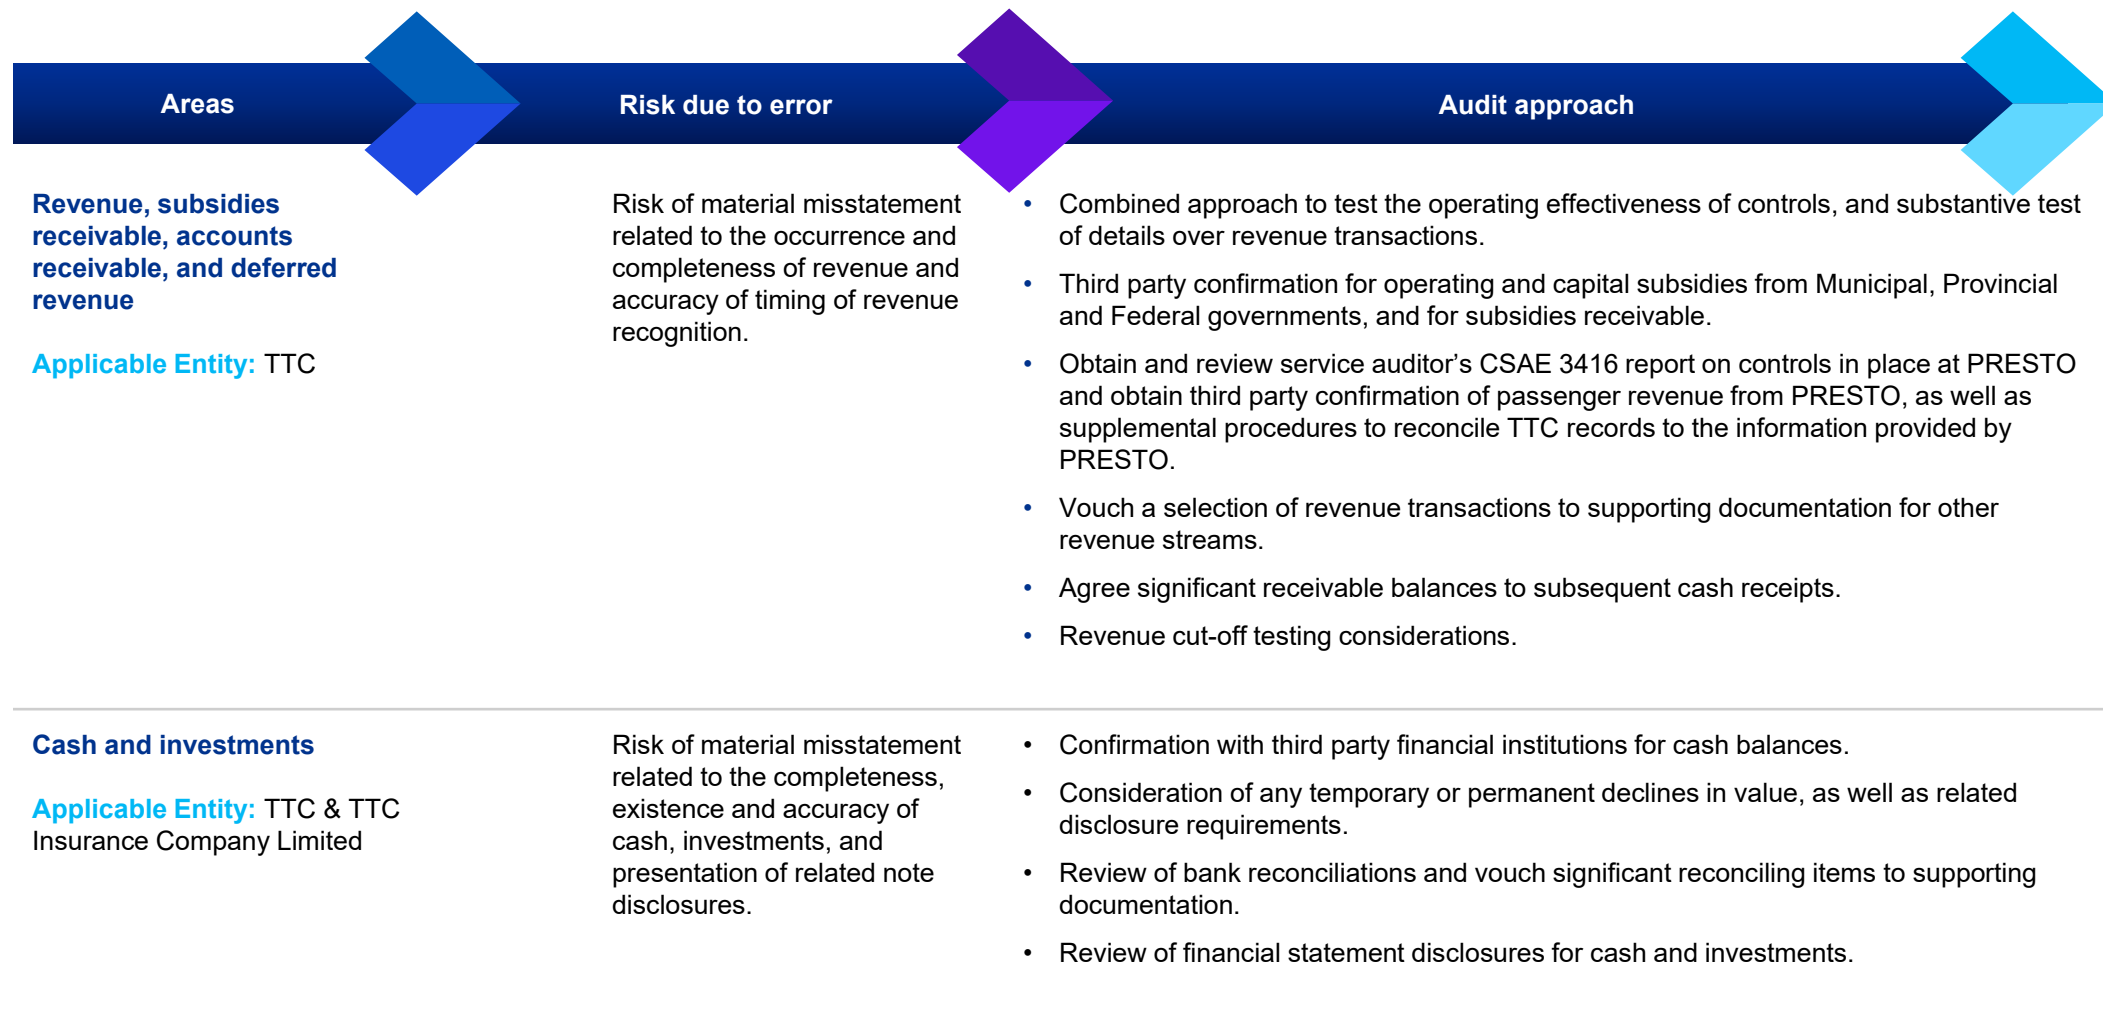 Areas
Risk due to error
Audit approach
Revenue, subsidies
receivable, accounts
receivable, and deferred
revenue
Applicable Entity: TTC
Risk of material misstatement
related to the occurrence and
completeness of revenue and
accuracy of timing of revenue
recognition.
• Combined approach to test the operating effectiveness of controls, and substantive test
of details over revenue transactions.
• Third party confirmation for operating and capital subsidies from Municipal, Provincial
and Federal governments, and for subsidies receivable.
• Obtain and review service auditor’s CSAE 3416 report on controls in place at PRESTO
and obtain third party confirmation of passenger revenue from PRESTO, as well as
supplemental procedures to reconcile TTC records to the information provided by
PRESTO.
• Vouch a selection of revenue transactions to supporting documentation for other
revenue streams.
• Agree significant receivable balances to subsequent cash receipts.
• Revenue cut-off testing considerations.
Cash and investments
Applicable Entity: TTC & TTC
Insurance Company Limited
Risk of material misstatement
related to the completeness,
existence and accuracy of
cash, investments, and
presentation of related note
disclosures.
• Confirmation with third party financial institutions for cash balances.
• Consideration of any temporary or permanent declines in value, as well as related
disclosure requirements.
• Review of bank reconciliations and vouch significant reconciling items to supporting
documentation.
• Review of financial statement disclosures for cash and investments.